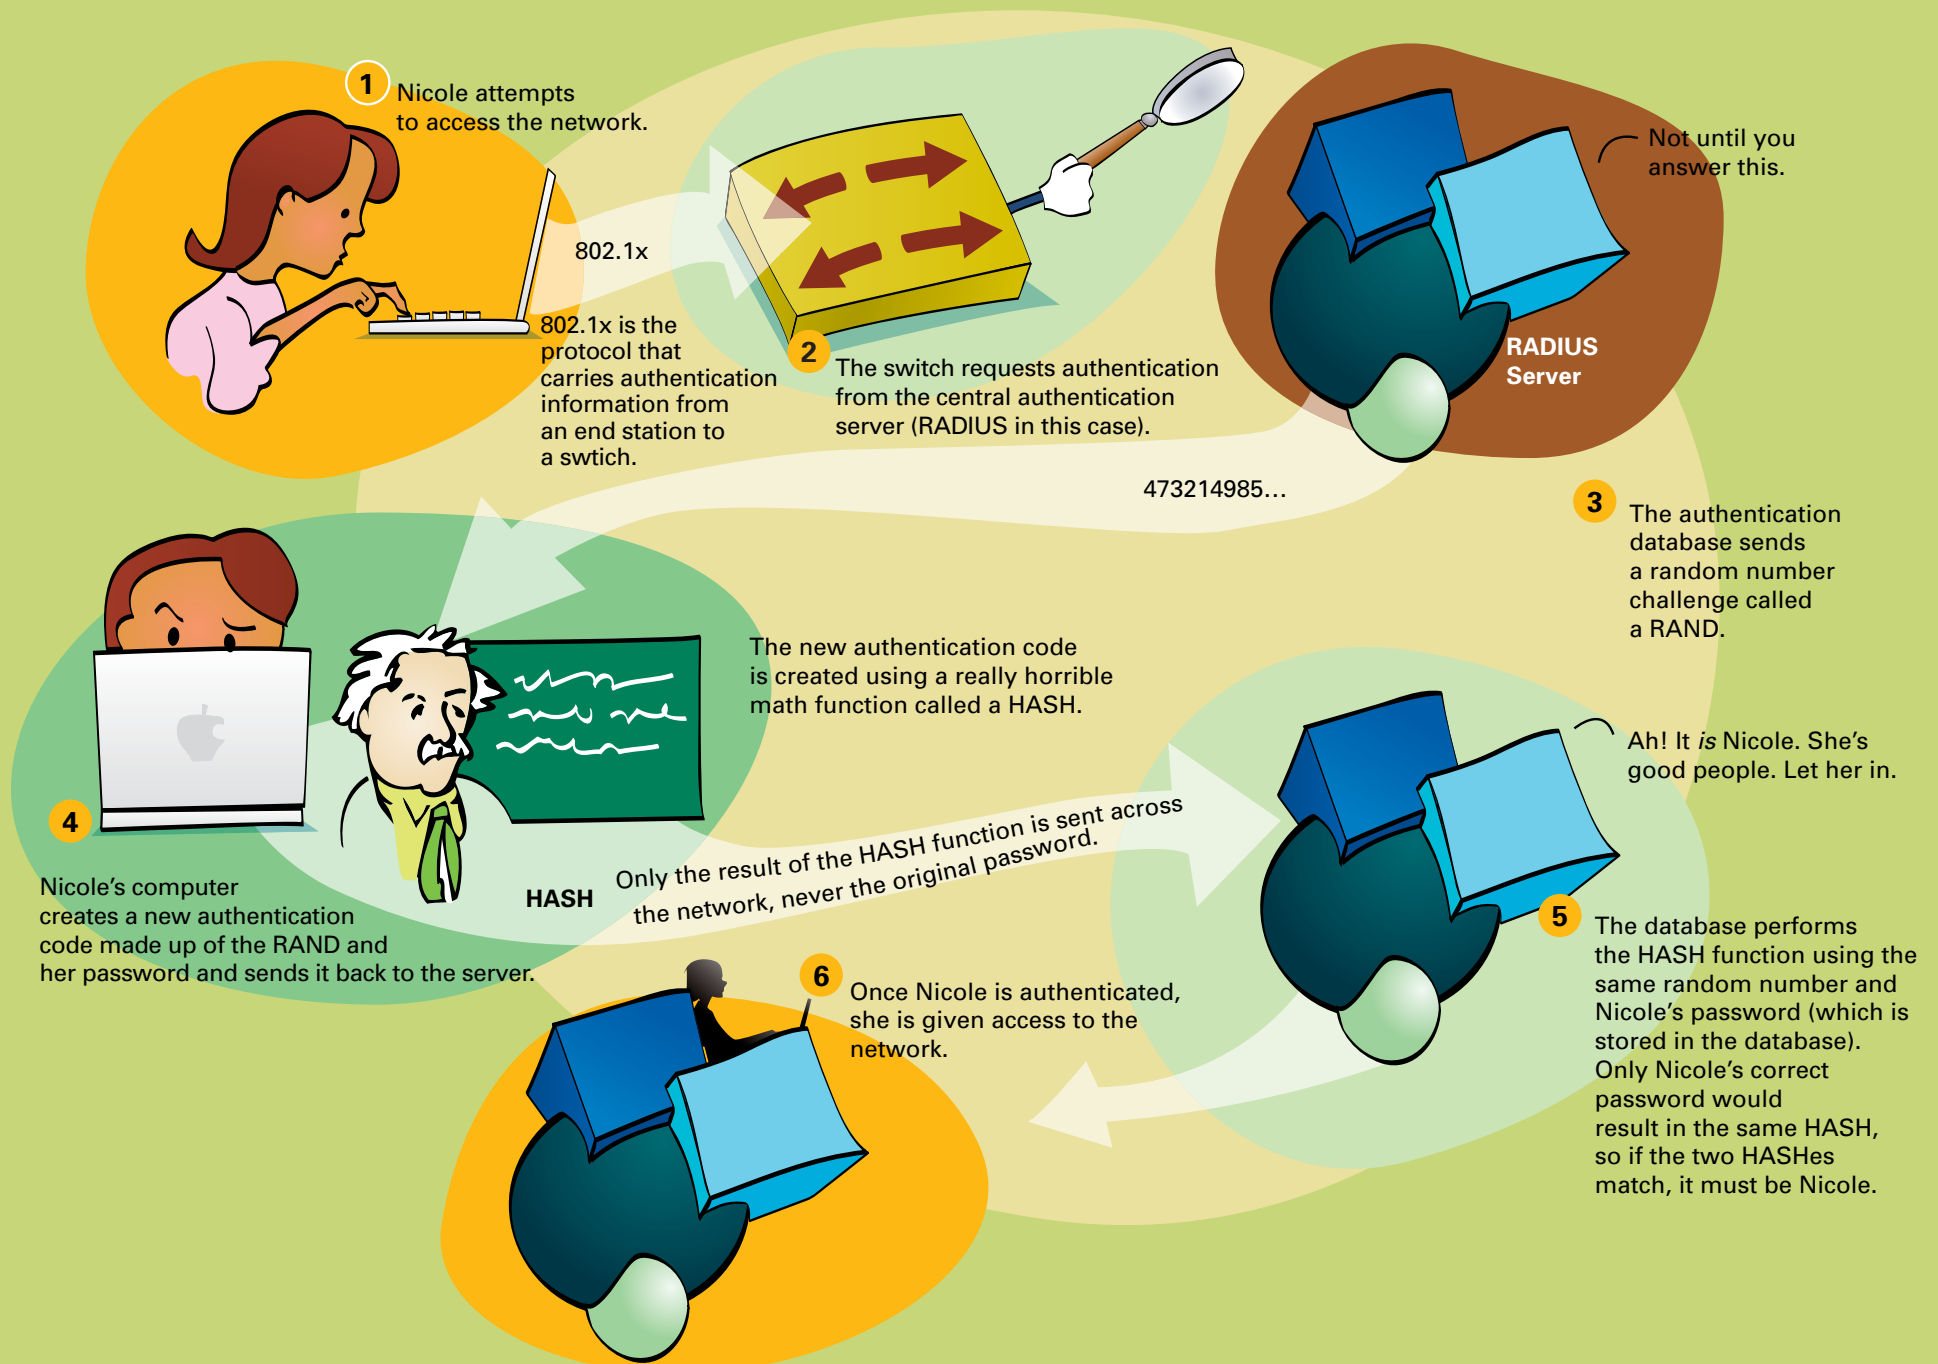 1
Nicole attempts
to access the network.
802.1x
802.1x is the
protocol that
carries authentication
information from
an end station to
a swtich.
2
The switch requests authentication
from the central authentication
server (RADIUS in this case).
Not until you
answer this.
RADIUS
Server
473214985...
3
The authentication
database sends
a random number
challenge called
a RAND.
The new authentication code
is created using a really horrible
math function called a HASH.
4
Nicole's computer
creates a new authentication
code made up of the RAND and
her password and sends it back to the server.
HASH
Only the result of the HASH function is sent across
the network, never the original password.
Ah! It is Nicole. She's
good people. Let her in.
5
The database performs
the HASH function using the
same random number and
Nicole's password (which is
stored in the database).
Only Nicole's correct
password would
result in the same HASH,
so if the two HASHes
match, it must be Nicole.
6
Once Nicole is authenticated,
she is given access to the
network.